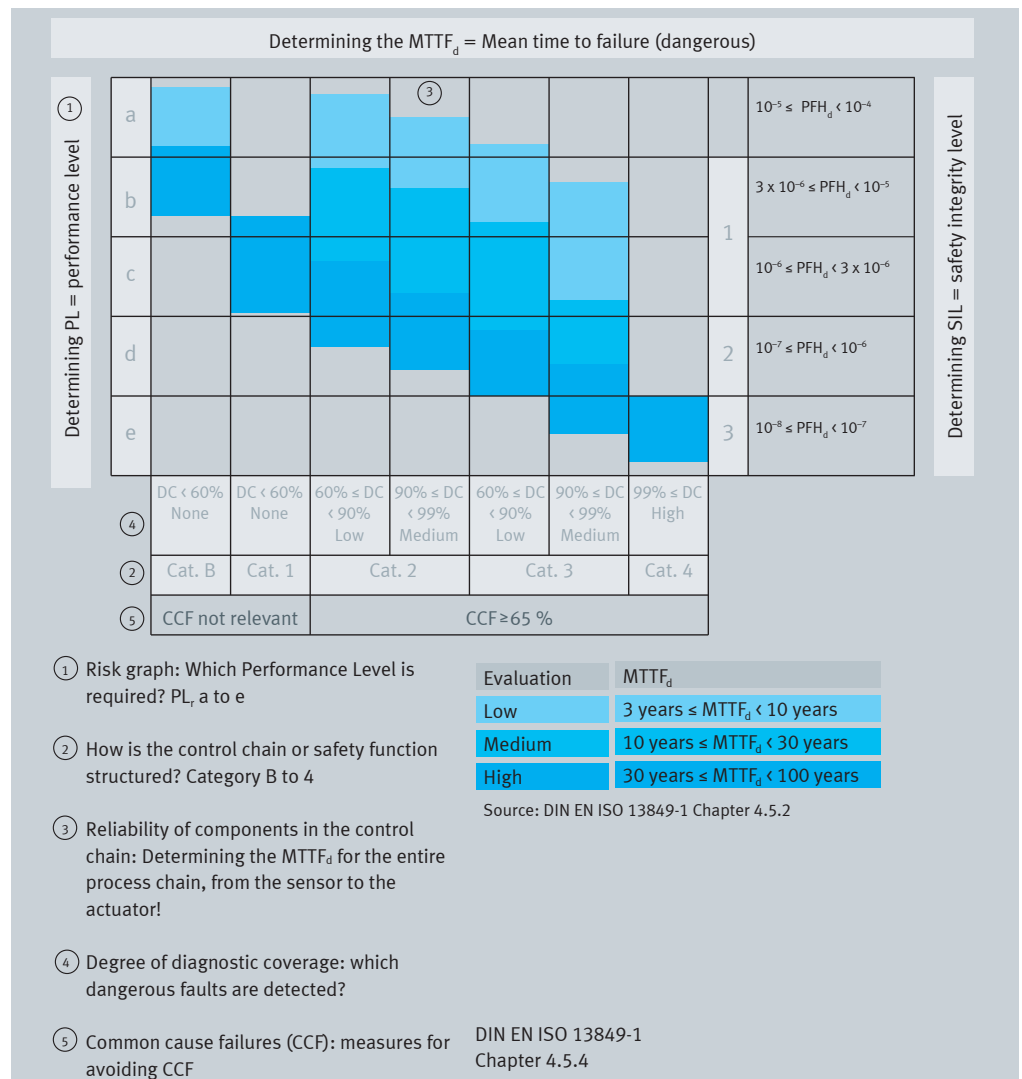 Determining the MTTFd = Mean time to failure (dangerous)
1
Determining PL = performance level
3
a
10⁻⁵ ≤ PFHd ‹ 10⁻⁴
b
3 x 10⁻⁶ ≤ PFHd ‹ 10⁻⁵
1
c
10⁻⁶ ≤ PFHd ‹ 3 x 10⁻⁶
d
2
10⁻⁷ ≤ PFHd ‹ 10⁻⁶
e
3
10⁻⁸ ≤ PFHd ‹ 10⁻⁷
Determining SIL = safety integrity level
4
DC ‹ 60%
None
DC ‹ 60%
None
60% ≤ DC
‹ 90%
Low
90% ≤ DC
‹ 99%
Medium
60% ≤ DC
‹ 90%
Low
90% ≤ DC
‹ 99%
Medium
99% ≤ DC
High
2
Cat. B
Cat. 1
Cat. 2
Cat. 3
Cat. 4
5
CCF not relevant
CCF≥65 %
1 Risk graph: Which Performance Level is
required? PLr a to e
2 How is the control chain or safety function
structured? Category B to 4
3 Reliability of components in the control
chain: Determining the MTTFd for the entire
process chain, from the sensor to the
actuator!
4 Degree of diagnostic coverage: which
dangerous faults are detected?
5 Common cause failures (CCF): measures for
avoiding CCF
Evaluation MTTFd
Low 3 years ≤ MTTFd ‹ 10 years
Medium 10 years ≤ MTTFd ‹ 30 years
High 30 years ≤ MTTFd ‹ 100 years
Source: DIN EN ISO 13849-1 Chapter 4.5.2
DIN EN ISO 13849-1
Chapter 4.5.4